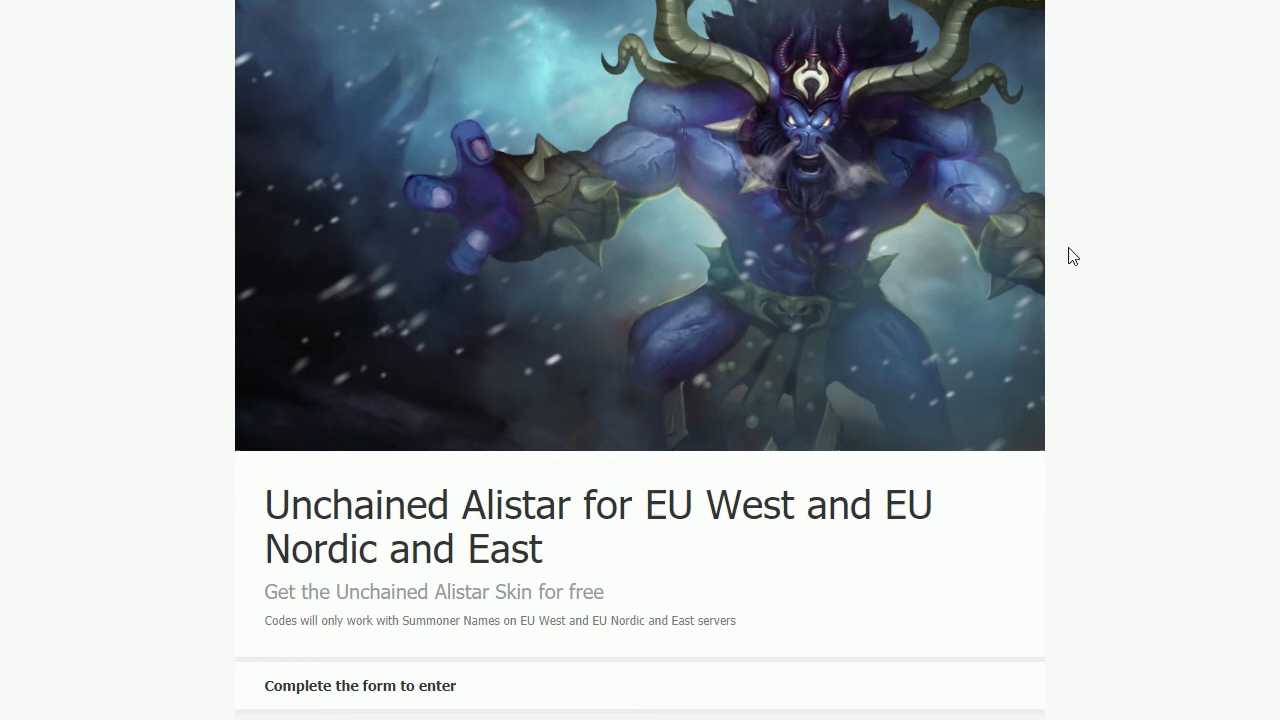 Unchained Alistar for EU West and EU
Nordic and East
Get the Unchained Alistar Skin for free
Codes will only work with Summoner Names on EU West and EU Nordic and East servers
Complete the form to enter